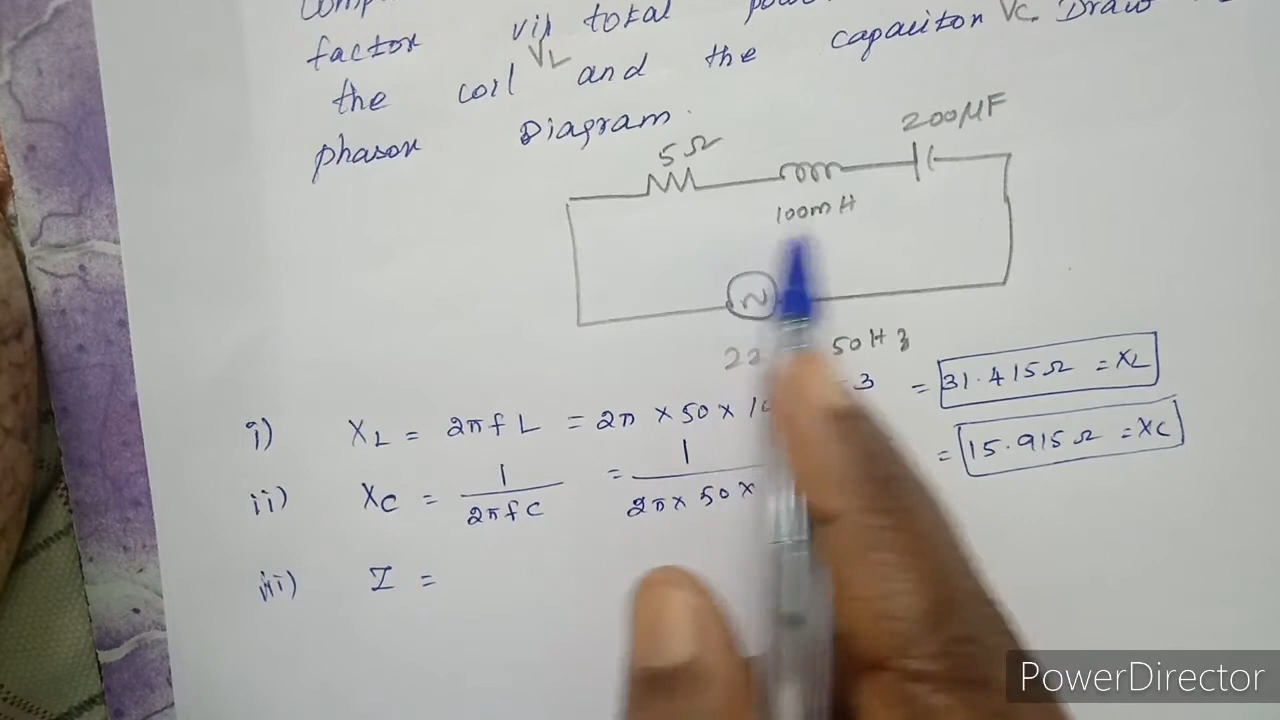 factor vij total
the coil VL and the capacitor VC. Draw
phasor Diagram.
5Ω
200μF
100mH
50Hz
i) XL = 2πfL = 2π × 50 × = 31.415Ω = XL
ii) XC = 1/2πfC = 1/2π × 50 × = 15.915Ω = XC
iii) Z =
PowerDirector